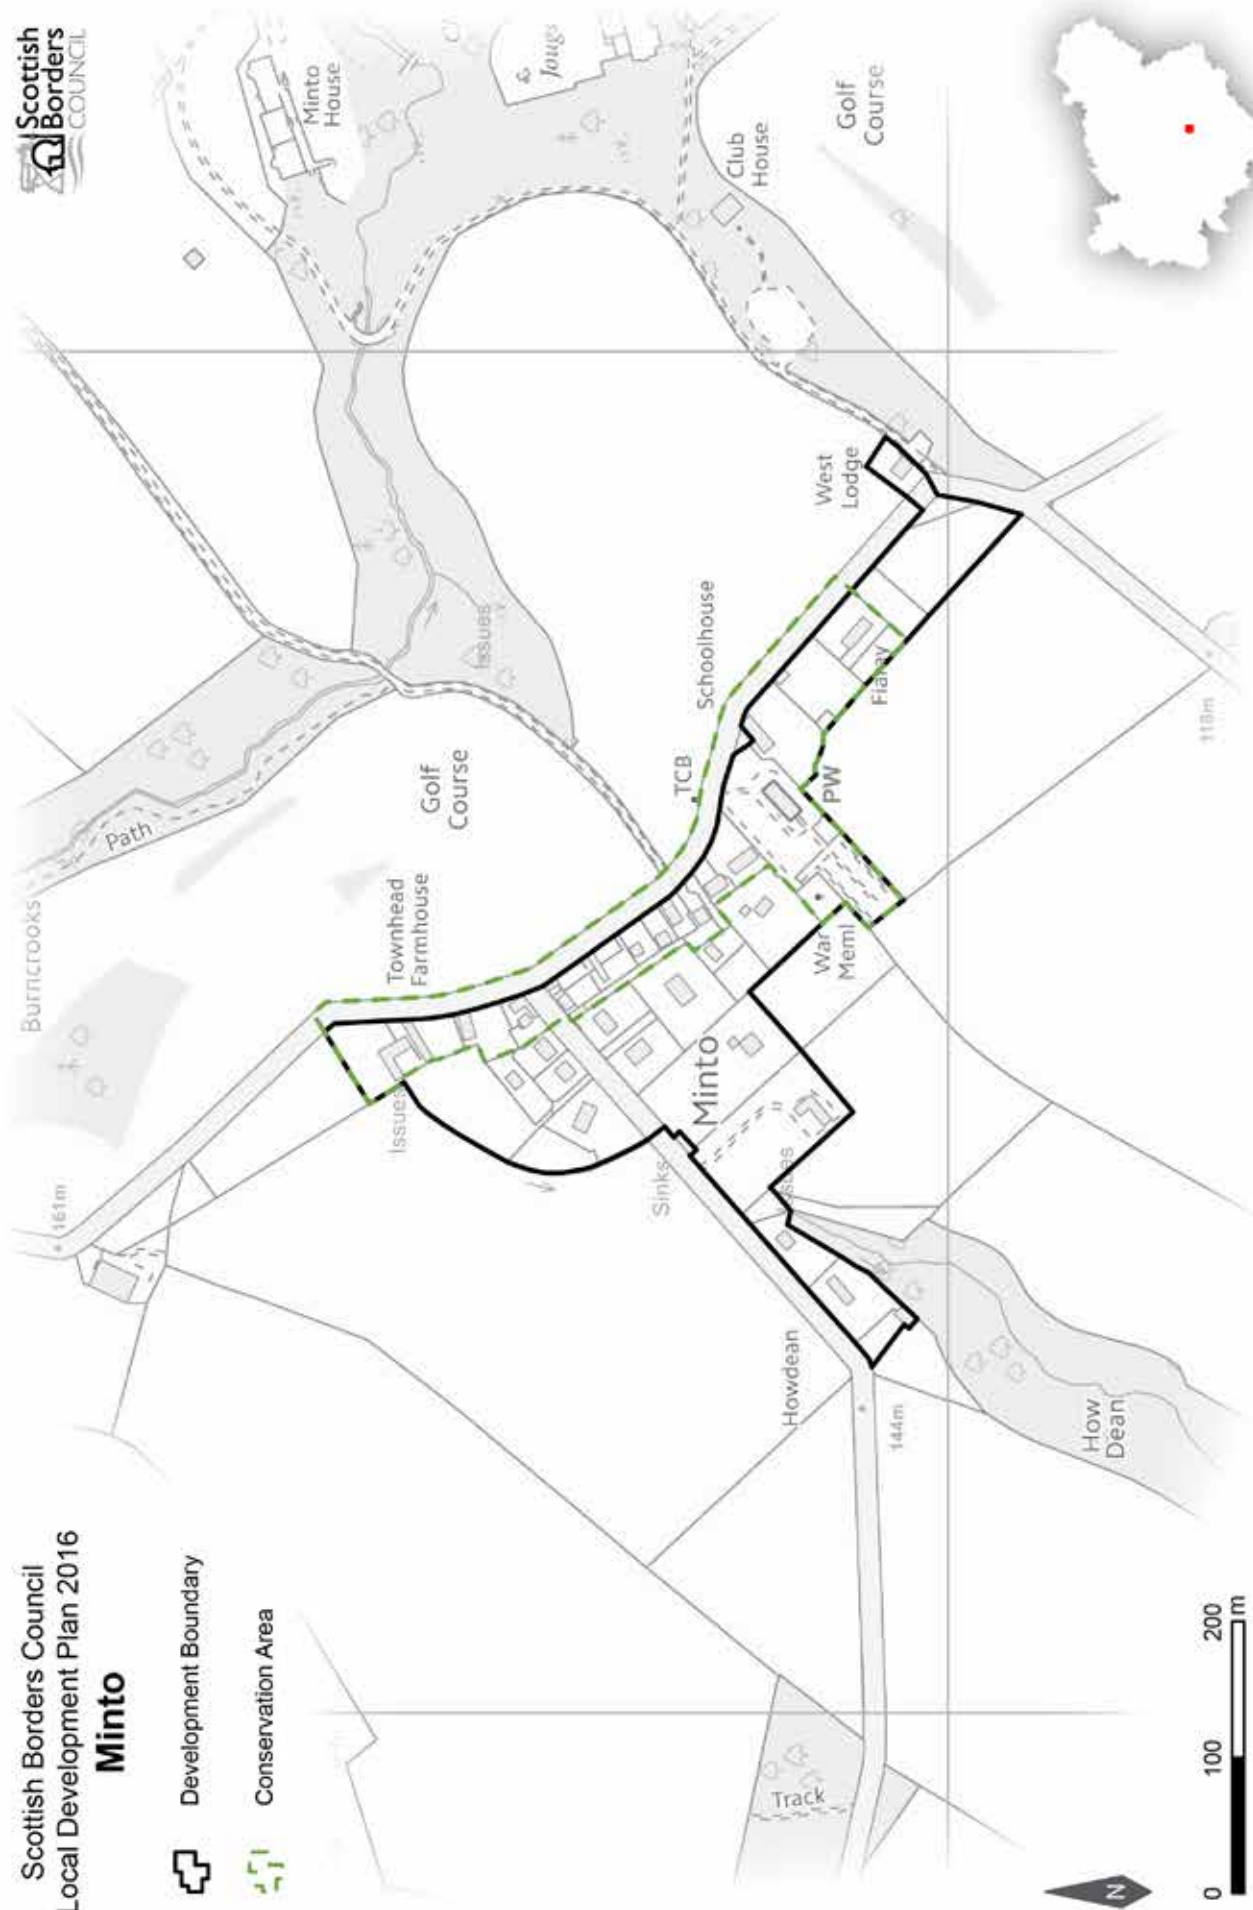 Scottish Borders Council
Local Development Plan 2016
Minto
Development Boundary
Conservation Area
Scottish
Borders
COUNCIL
Burncrooks
161m
Path
Golf
Course
Townhead
Farmhouse
Issues
Issues
Minto
House
&
Jougs
Club
House
Golf
Course
West
Lodge
Schoolhouse
TCB
PW
War
Meml
Minto
Sinks
Howdean
144m
How
Dean
118m
Track
N
0
100
200
m